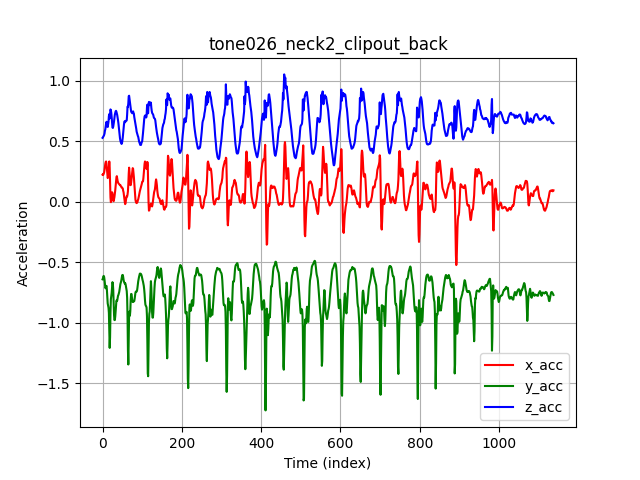 tone026_neck2_clipout_back
1.0
0.5
0.0
−0.5
−1.0
−1.5
Acceleration
0 200 400 600 800 1000
Time (index)
x_acc
y_acc
z_acc